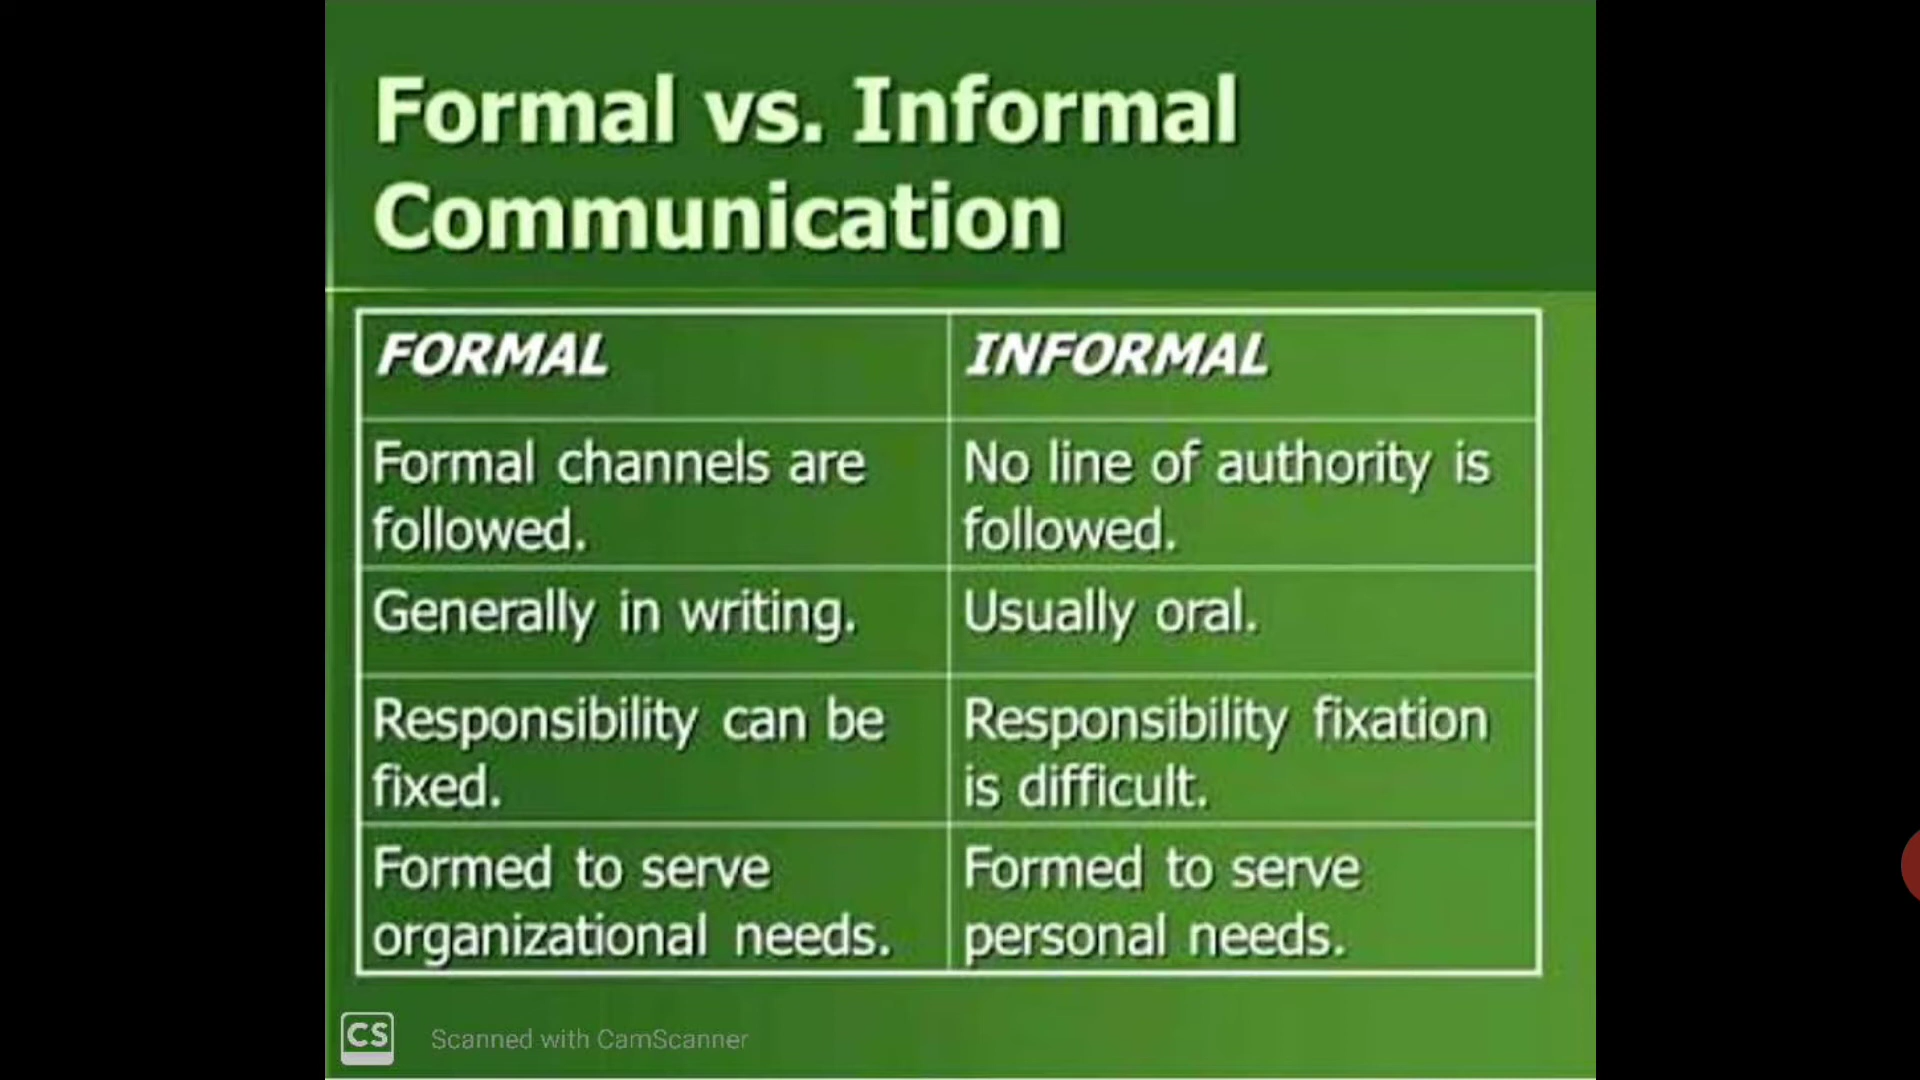 Formal vs. Informal
Communication
FORMAL
INFORMAL
Formal channels are
followed.
No line of authority is
followed.
Generally in writing.
Usually oral.
Responsibility can be
fixed.
Responsibility fixation
is difficult.
Formed to serve
organizational needs.
Formed to serve
personal needs.
CS
Scanned with CamScanner